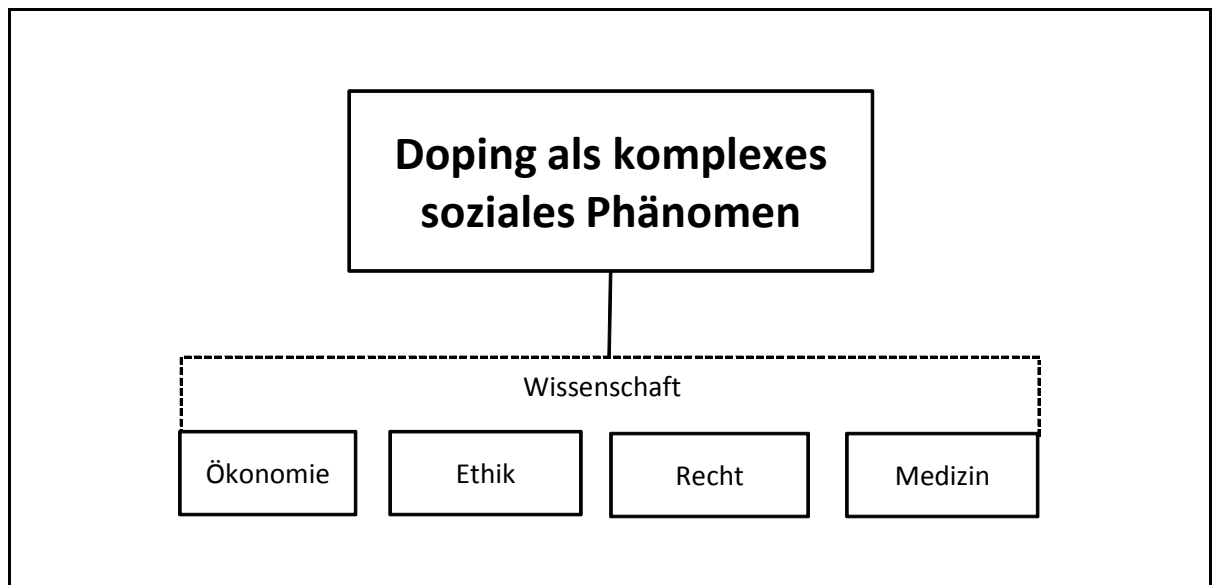 Doping als komplexes
soziales Phänomen
Wissenschaft
Ökonomie
Ethik
Recht
Medizin